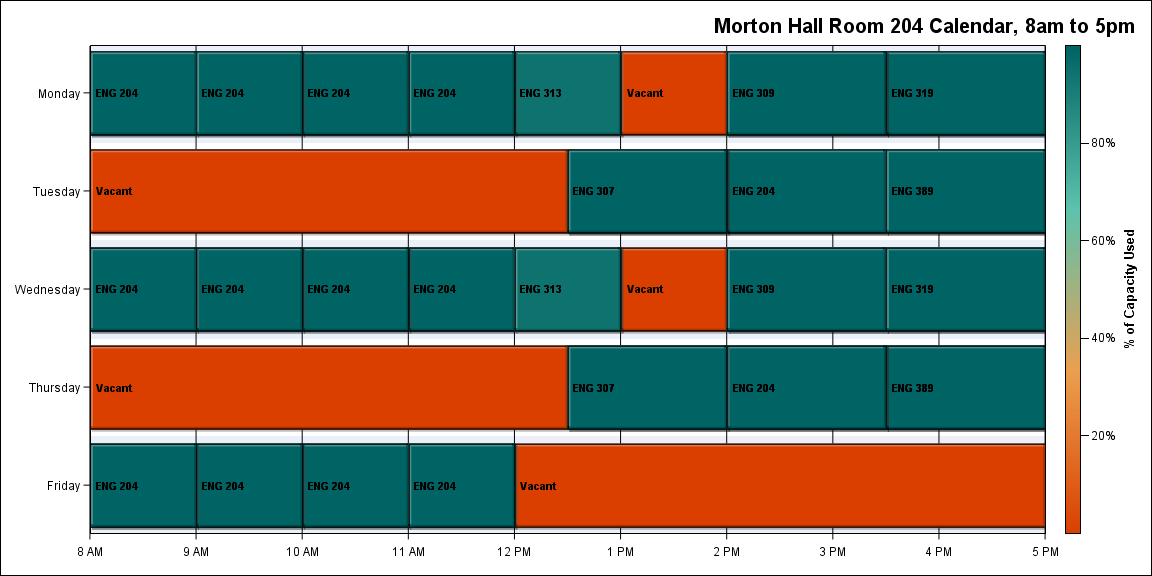 Morton Hall Room 204 Calendar, 8am to 5pm
Monday ENG 204 ENG 204 ENG 204 ENG 204 ENG 313 Vacant ENG 309 ENG 319
80%
Tuesday Vacant ENG 307 ENG 204 ENG 389
60%
% of Capacity Used
Wednesday ENG 204 ENG 204 ENG 204 ENG 204 ENG 313 Vacant ENG 309 ENG 319
40%
Thursday Vacant ENG 307 ENG 204 ENG 389
20%
Friday ENG 204 ENG 204 ENG 204 ENG 204 Vacant
8 AM 9 AM 10 AM 11 AM 12 PM 1 PM 2 PM 3 PM 4 PM 5 PM